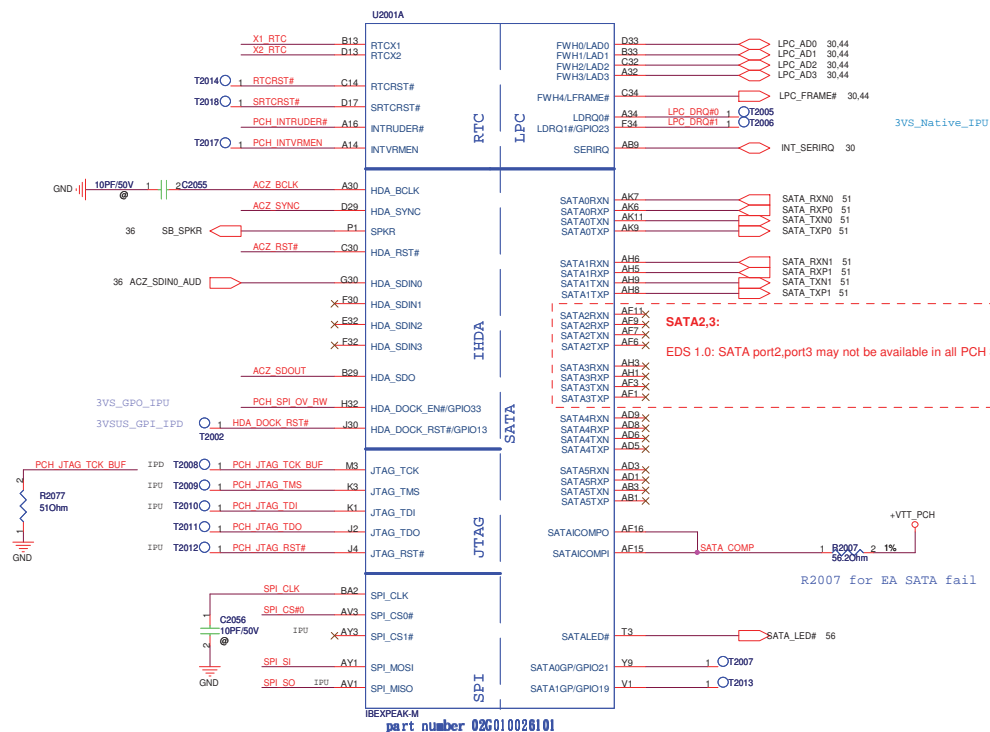 U2001A
X1_RTC B13 RTCX1 FWH0/LAD0 D33 LPC_AD0 30,44
X2_RTC D13 RTCX2 FWH1/LAD1 B33 LPC_AD1 30,44
FWH2/LAD2 C32 LPC_AD2 30,44
FWH3/LAD3 A32 LPC_AD3 30,44
T2014 1 RTCRST# C14 RTCRST#
FWH4/LFRAME# C34 LPC_FRAME# 30,44
T2018 1 SRTCRST# D17 SRTCRST#
LDRQ0# A34 LPC_DRQ#0 1 T2005
PCH_INTRUDER# A16 INTRUDER# LDRQ1#/GPIO23 F34 LPC_DRQ#1 1 T2006
3VS_Native_IPU
T2017 1 PCH_INTVRMEN A14 INTVRMEN SERIRQ AB9 INT_SERIRQ 30
RTC LPC
GND 10PF/50V @ 1 2 C2055 ACZ_BCLK A30 HDA_BCLK
SATA0RXN AK7 SATA_RXN0 51
ACZ_SYNC D29 HDA_SYNC SATA0RXP AK6 SATA_RXP0 51
SATA0TXN AK11 SATA_TXN0 51
36 SB_SPKR P1 SPKR SATA0TXP AK9 SATA_TXP0 51
ACZ_RST# C30 HDA_RST#
SATA1RXN AH6 SATA_RXN1 51
SATA1RXP AH5 SATA_RXP1 51
36 ACZ_SDIN0_AUD G30 HDA_SDIN0 SATA1TXN AH9 SATA_TXN1 51
SATA1TXP AH8 SATA_TXP1 51
F30 HDA_SDIN1
SATA2RXN AF11
E32 HDA_SDIN2 SATA2RXP AF9
SATA2,3:
SATA2TXN AF7
F32 HDA_SDIN3 SATA2TXP AF6
EDS 1.0: SATA port2,port3 may not be available in all PCH
SATA3RXN AH3
ACZ_SDOUT B29 HDA_SDO SATA3RXP AH1
SATA3TXN AF3
SATA3TXP AF1
3VS_GPO_IPU PCH_SPI_OV_RW H32 HDA_DOCK_EN#/GPIO33
SATA4RXN AD9
3VSUS_GPI_IPD T2002 1 HDA_DOCK_RST# J30 HDA_DOCK_RST#/GPIO13 SATA4RXP AD8
SATA4TXN AD6
SATA4TXP AD5
IHDA SATA
PCH_JTAG_TCK_BUF IPD T2008 1 PCH_JTAG_TCK_BUF M3 JTAG_TCK SATA5RXN AD3
SATA5RXP AD1
IPU T2009 1 PCH_JTAG_TMS K3 JTAG_TMS SATA5TXN AB3
SATA5TXP AB1
2 R2077 51Ohm 1 GND
IPU T2010 1 PCH_JTAG_TDI K1 JTAG_TDI
+VTT_PCH
T2011 1 PCH_JTAG_TDO J2 JTAG_TDO SATAICOMPO AF16
IPU T2012 1 PCH_JTAG_RST# J4 JTAG_RST# SATAICOMPI AF15 SATA_COMP 1 R2007 56.2Ohm 2 1%
JTAG
R2007 for EA SATA fail
SPI_CLK BA2 SPI_CLK
SPI_CS#0 AV3 SPI_CS0#
1 C2056 10PF/50V @ 2 GND
IPU AY3 SPI_CS1# SATALED# T3 SATA_LED# 56
SPI_SI AY1 SPI_MOSI SATA0GP/GPIO21 Y9 1 T2007
SPI_SO IPU AV1 SPI_MISO SATA1GP/GPIO19 V1 1 T2013
SPI
IBEXPEAK-M
part number 02G010026101